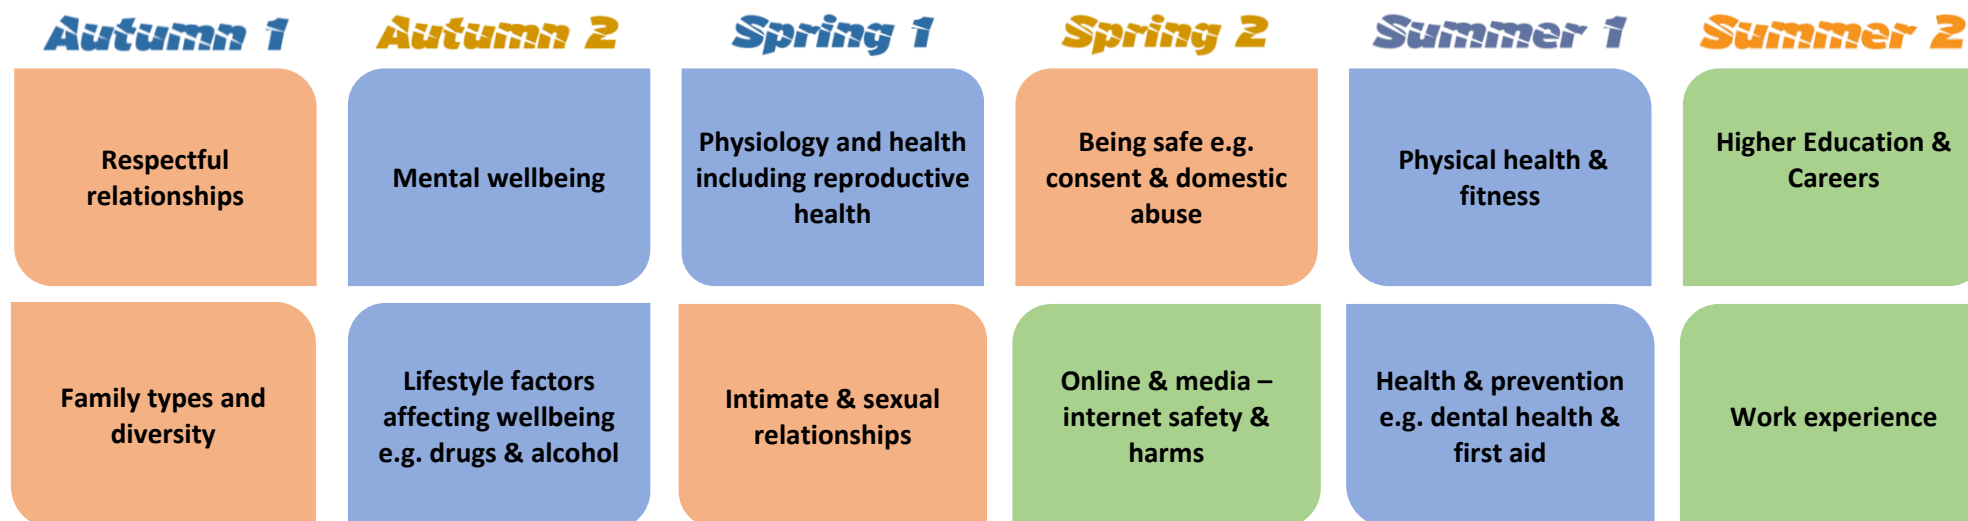 Autumn 1
Autumn 2
Spring 1
Spring 2
Summer 1
Summer 2
Respectful
relationships
Mental wellbeing
Physiology and health
including reproductive
health
Being safe e.g.
consent & domestic
abuse
Physical health &
fitness
Higher Education &
Careers
Family types and
diversity
Lifestyle factors
affecting wellbeing
e.g. drugs & alcohol
Intimate & sexual
relationships
Online & media –
internet safety &
harms
Health & prevention
e.g. dental health &
first aid
Work experience